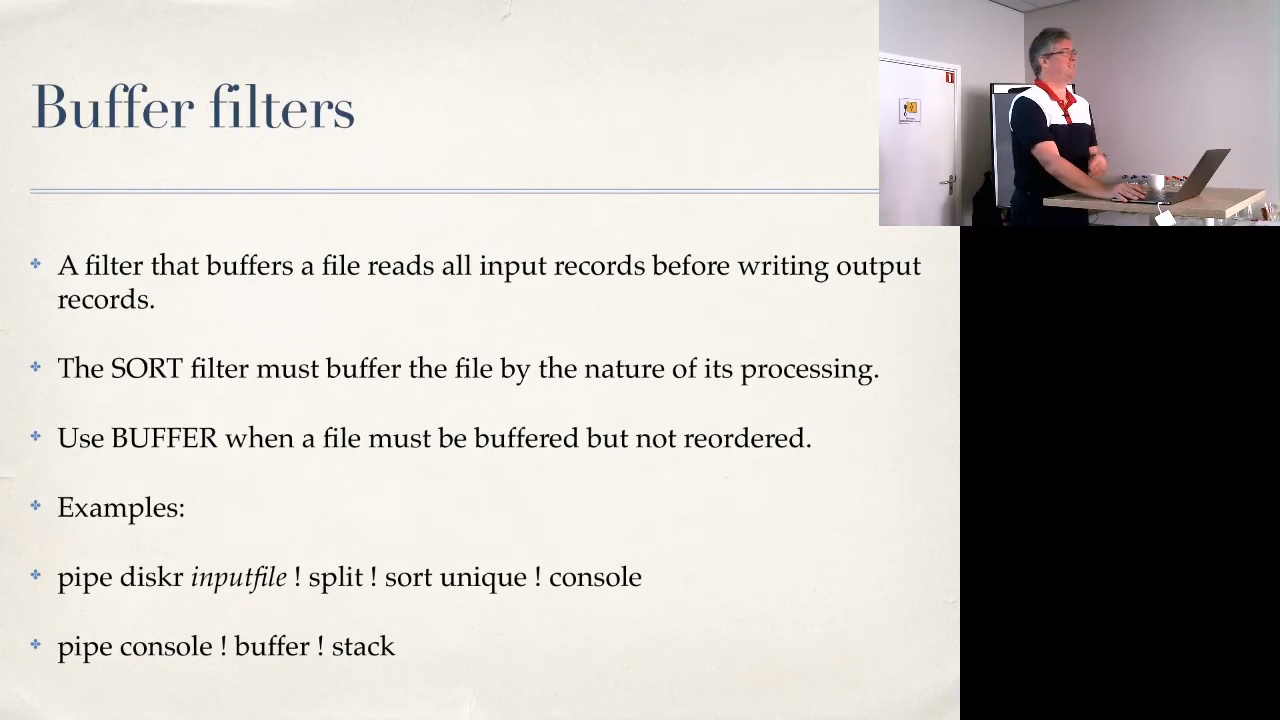 Buffer filters
A filter that buffers a file reads all input records before writing output
records.
The SORT filter must buffer the file by the nature of its processing.
Use BUFFER when a file must be buffered but not reordered.
Examples:
pipe diskr inputfile ! split ! sort unique ! console
pipe console ! buffer ! stack